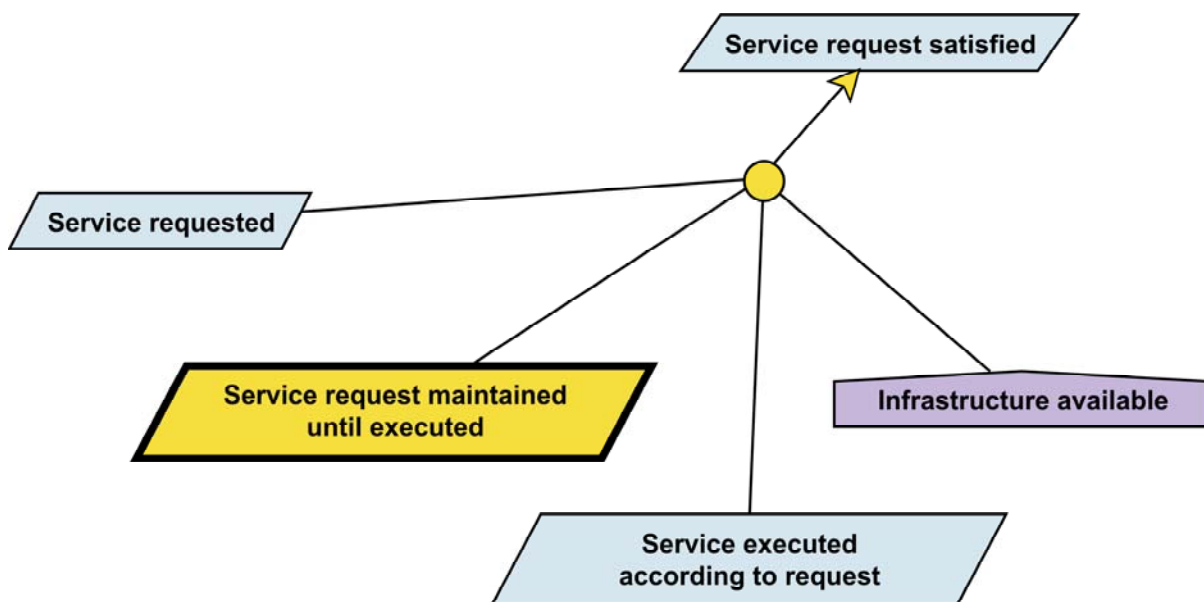 Service request satisfied
Service requested
Service request maintained
until executed
Infrastructure available
Service executed
according to request